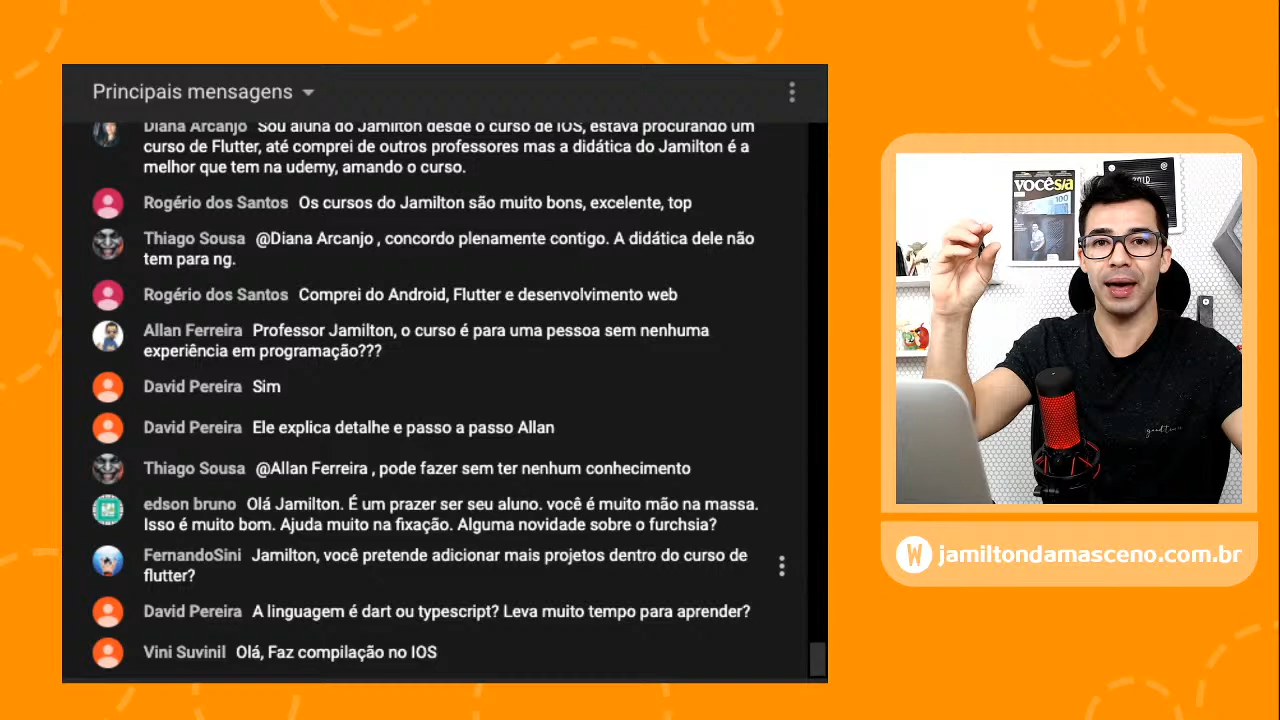 Principais mensagens
Diana Arcanjo Sou aluna do Jamilton desde o curso de IOS, estava procurando um
curso de Flutter, até comprei de outros professores mas a didática do Jamilton é a
melhor que tem na udemy, amando o curso.
Rogério dos Santos Os cursos do Jamilton são muito bons, excelente, top
Thiago Sousa @Diana Arcanjo , concordo plenamente contigo. A didática dele não
tem para ng.
Rogério dos Santos Comprei do Android, Flutter e desenvolvimento web
Allan Ferreira Professor Jamilton, o curso é para uma pessoa sem nenhuma
experiência em programação???
David Pereira Sim
David Pereira Ele explica detalhe e passo a passo Allan
Thiago Sousa @Allan Ferreira , pode fazer sem ter nenhum conhecimento
edson bruno Olá Jamilton. É um prazer ser seu aluno. você é muito mão na massa.
Isso é muito bom. Ajuda muito na fixação. Alguma novidade sobre o furchsia?
FernandoSini Jamilton, você pretende adicionar mais projetos dentro do curso de
flutter?
David Pereira A linguagem é dart ou typescript? Leva muito tempo para aprender?
Vini Suvinil Olá, Faz compilação no IOS
você s/a
100
W jamiltondamasceno.com.br